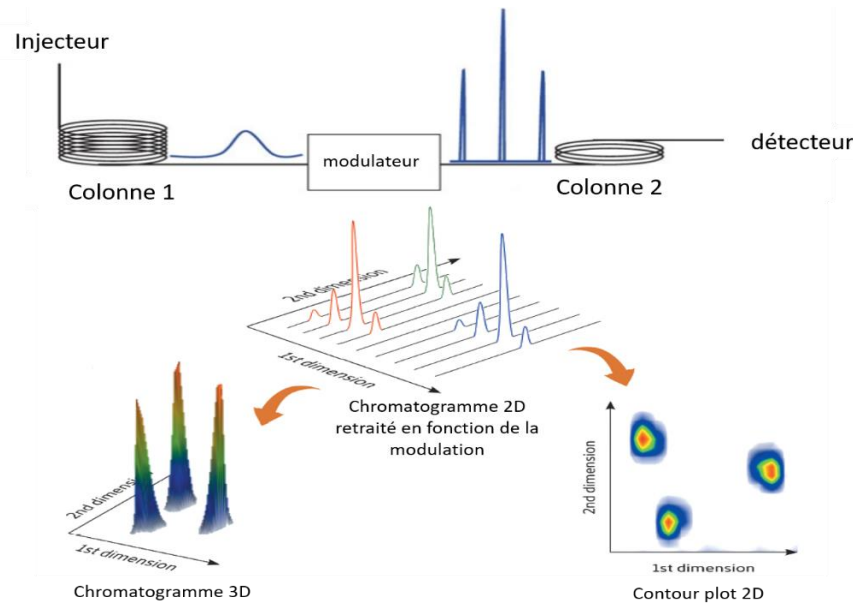 Injecteur
modulateur
détecteur
Colonne 1
Colonne 2
2nd dimension
1st dimension
Chromatogramme 2D
retraité en fonction de la
modulation
2nd dimension
1st dimension
Chromatogramme 3D
2nd dimension
1st dimension
Contour plot 2D